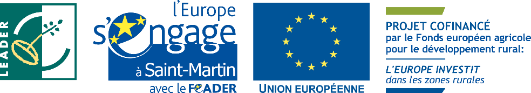 LEADER
l'Europe
s'engage
à Saint-Martin
avec le FEADER
UNION EUROPÉENNE
PROJET COFINANCÉ
par le Fonds européen agricole
pour le développement rural:
L'EUROPE INVESTIT
dans les zones rurales